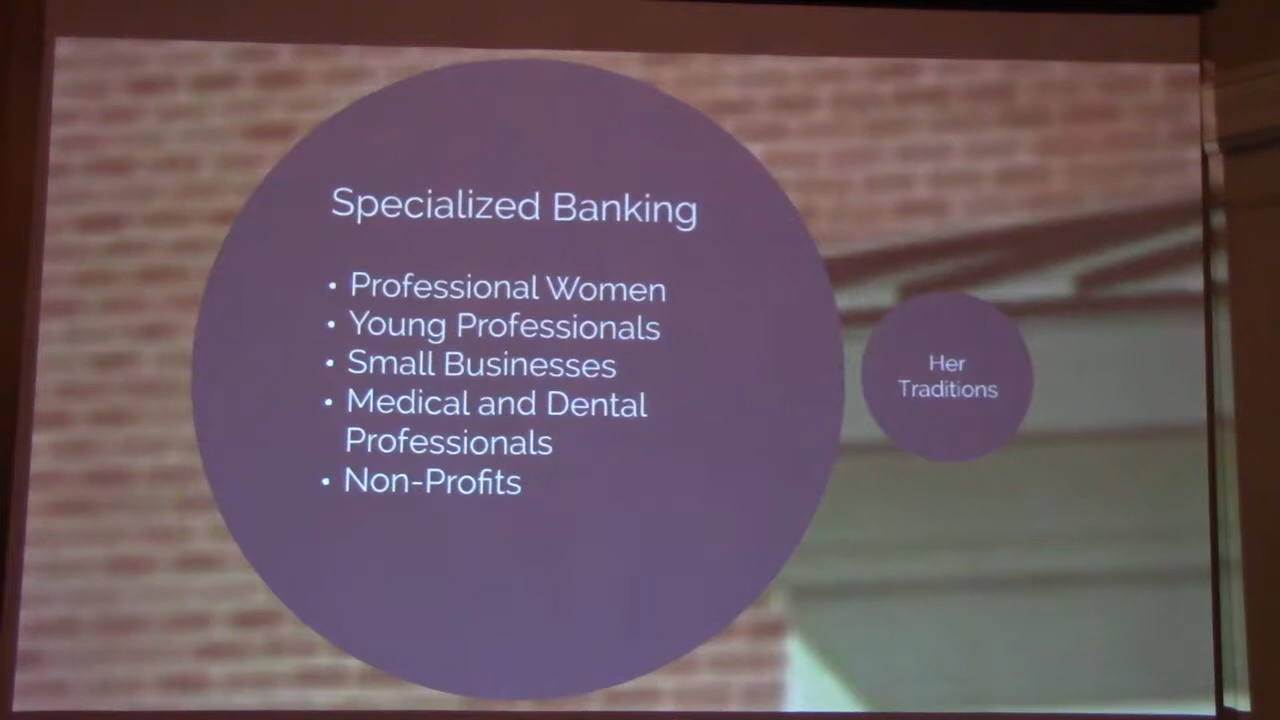 Specialized Banking
• Professional Women
• Young Professionals
• Small Businesses
• Medical and Dental
Professionals
• Non-Profits
Her
Traditions